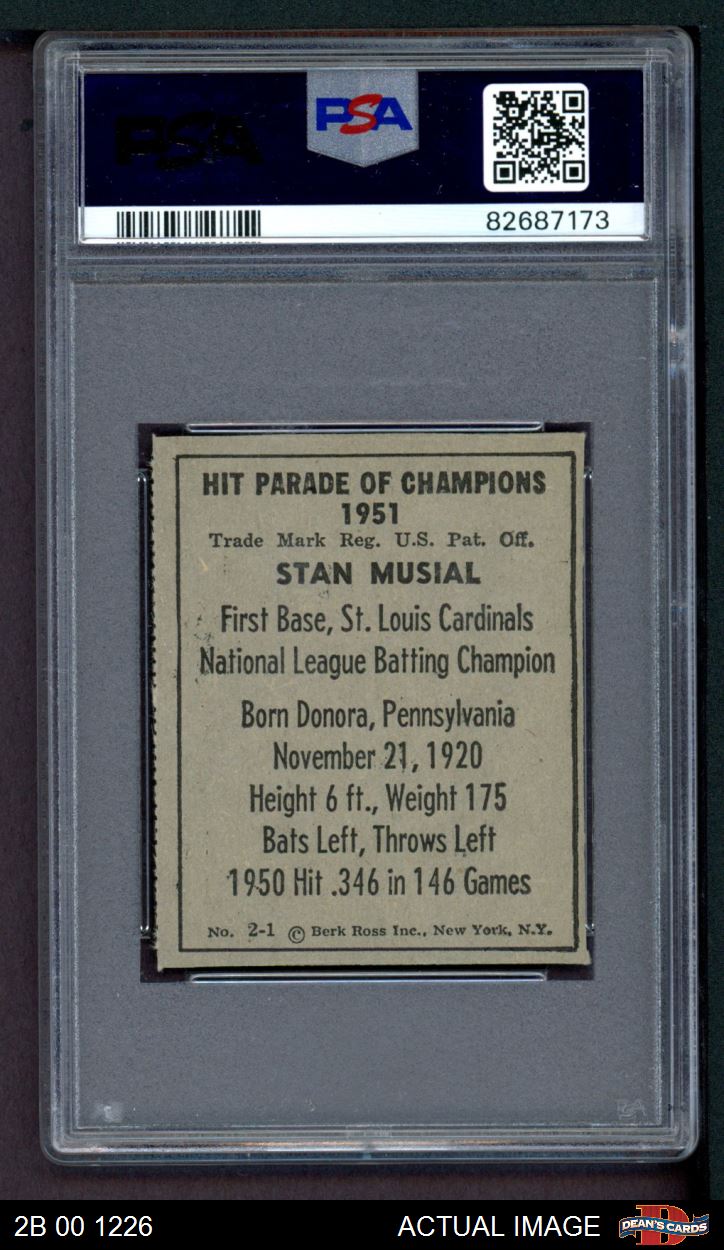 PSA
PSA
82687173
HIT PARADE OF CHAMPIONS
1951
Trade Mark Reg. U.S. Pat. Off.
STAN MUSIAL
First Base, St. Louis Cardinals
National League Batting Champion
Born Donora, Pennsylvania
November 21, 1920
Height 6 ft., Weight 175
Bats Left, Throws Left
1950 Hit .346 in 146 Games
No. 2-1 © Berk Ross Inc., New York, N.Y.
2B 00 1226 ACTUAL IMAGE DEAN'S CARDS